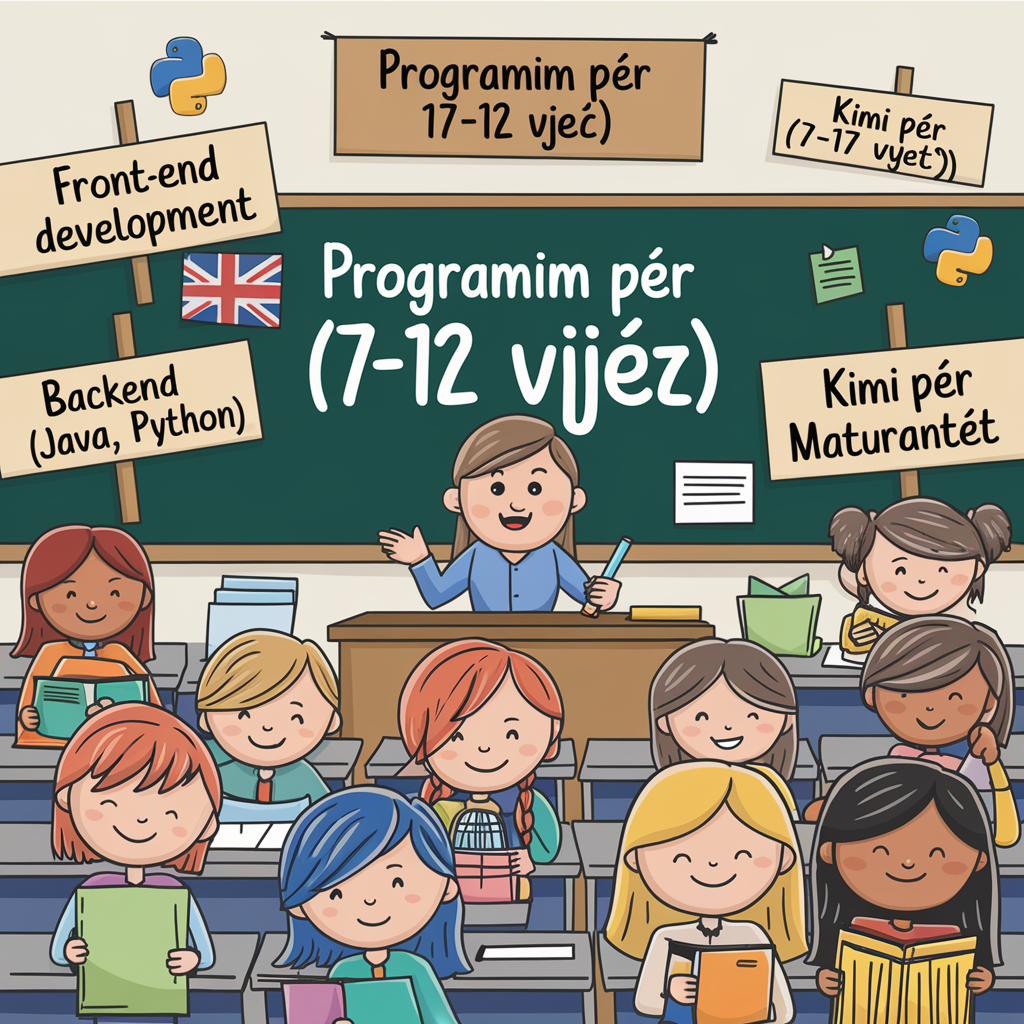 Programim pér
17-12 vjeć)
Kimi pér
(7-17 vyet))
Front-end
development
Programim pér
(7-12 vijéz)
Backend
(Java, Python)
Kimi pér
Maturantét